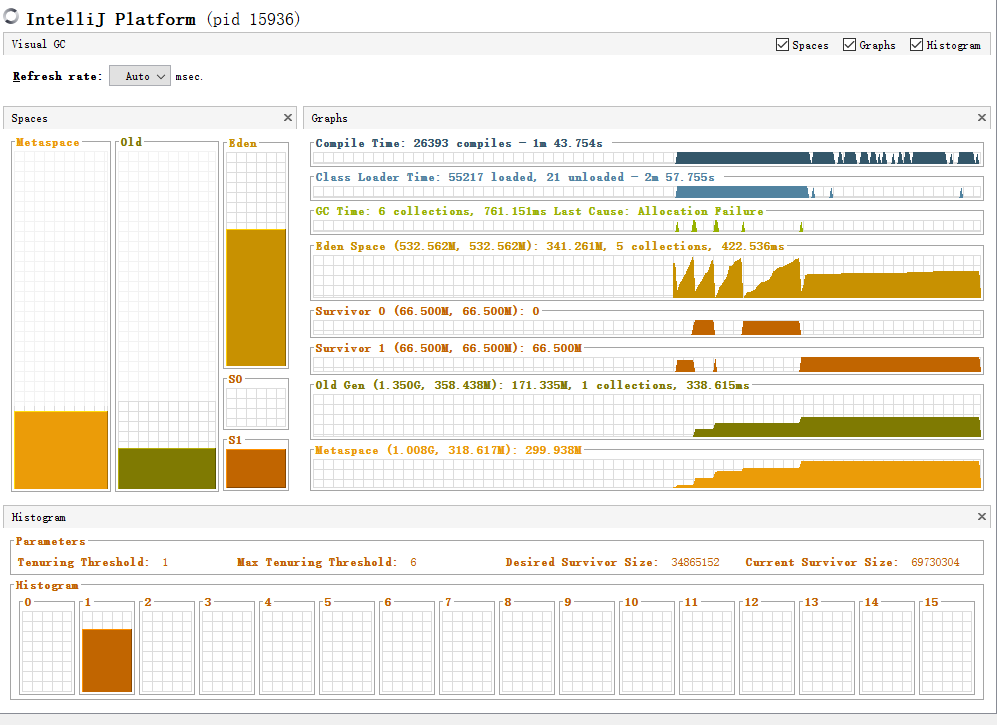 IntelliJ Platform (pid 15936)
Visual GC
Spaces Graphs Histogram
Refresh rate: Auto msec.
Spaces
Metaspace
Old
Eden
S0
S1
Graphs
Compile Time: 26393 compiles - 1m 43.754s
Class Loader Time: 55217 loaded, 21 unloaded - 2m 57.755s
GC Time: 6 collections, 761.151ms Last Cause: Allocation Failure
Eden Space (532.562M, 532.562M): 341.261M, 5 collections, 422.536ms
Survivor 0 (66.500M, 66.500M): 0
Survivor 1 (66.500M, 66.500M): 66.500M
Old Gen (1.350G, 358.438M): 171.335M, 1 collections, 338.615ms
Metaspace (1.008G, 318.617M): 299.938M
Histogram
Parameters
Tenuring Threshold: 1 Max Tenuring Threshold: 6 Desired Survivor Size: 34865152 Current Survivor Size: 69730304
Histogram
0 1 2 3 4 5 6 7 8 9 10 11 12 13 14 15